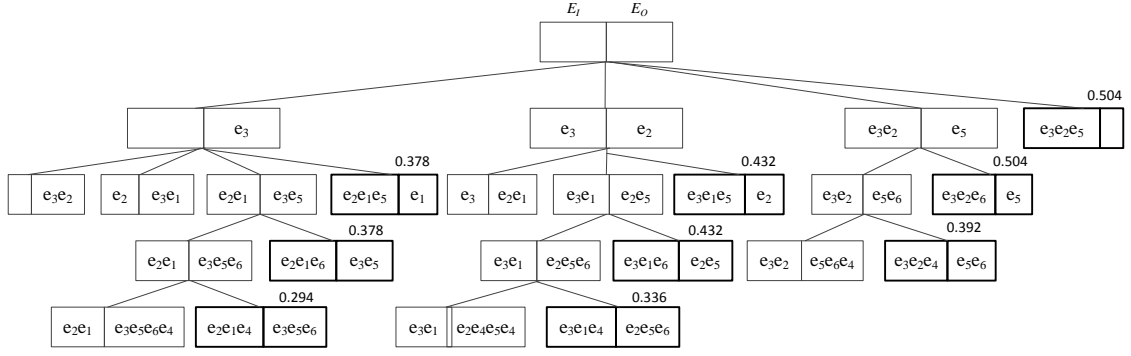 E_I E_O
0.504
e₃ e₃ e₂ e₃e₂ e₅ e₃e₂e₅
0.378 0.432 0.504
e₃e₂ e₂ e₃e₁ e₂e₁ e₃e₅ e₂e₁e₅ e₁ e₃ e₂e₁ e₃e₁ e₂e₅ e₃e₁e₅ e₂ e₃e₂ e₅e₆ e₃e₂e₆ e₅
0.378 0.432 0.392
e₂e₁ e₃e₅e₆ e₂e₁e₆ e₃e₅ e₃e₁ e₂e₅e₆ e₃e₁e₆ e₂e₅ e₃e₂ e₅e₆e₄ e₃e₂e₄ e₅e₆
0.294 0.336
e₂e₁ e₃e₅e₆e₄ e₂e₁e₄ e₃e₅e₆ e₃e₁ e₂e₄e₅e₄ e₃e₁e₄ e₂e₅e₆